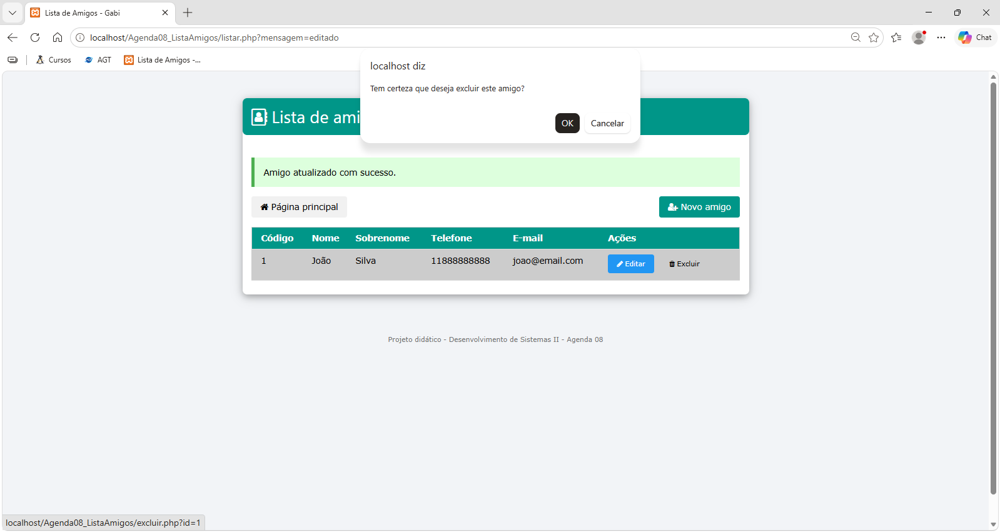 Lista de Amigos - Gabi
localhost/Agenda08_ListaAmigos/listar.php?mensagem=editado
Chat
Cursos
AGT
Lista de Amigos -...
localhost diz
Tem certeza que deseja excluir este amigo?
OK
Cancelar
Lista de ami
Amigo atualizado com sucesso.
Página principal
Novo amigo
Código Nome Sobrenome Telefone E-mail Ações
1 João Silva 11888888888 joao@email.com Editar Excluir
Projeto didático - Desenvolvimento de Sistemas II - Agenda 08
localhost/Agenda08_ListaAmigos/excluir.php?id=1